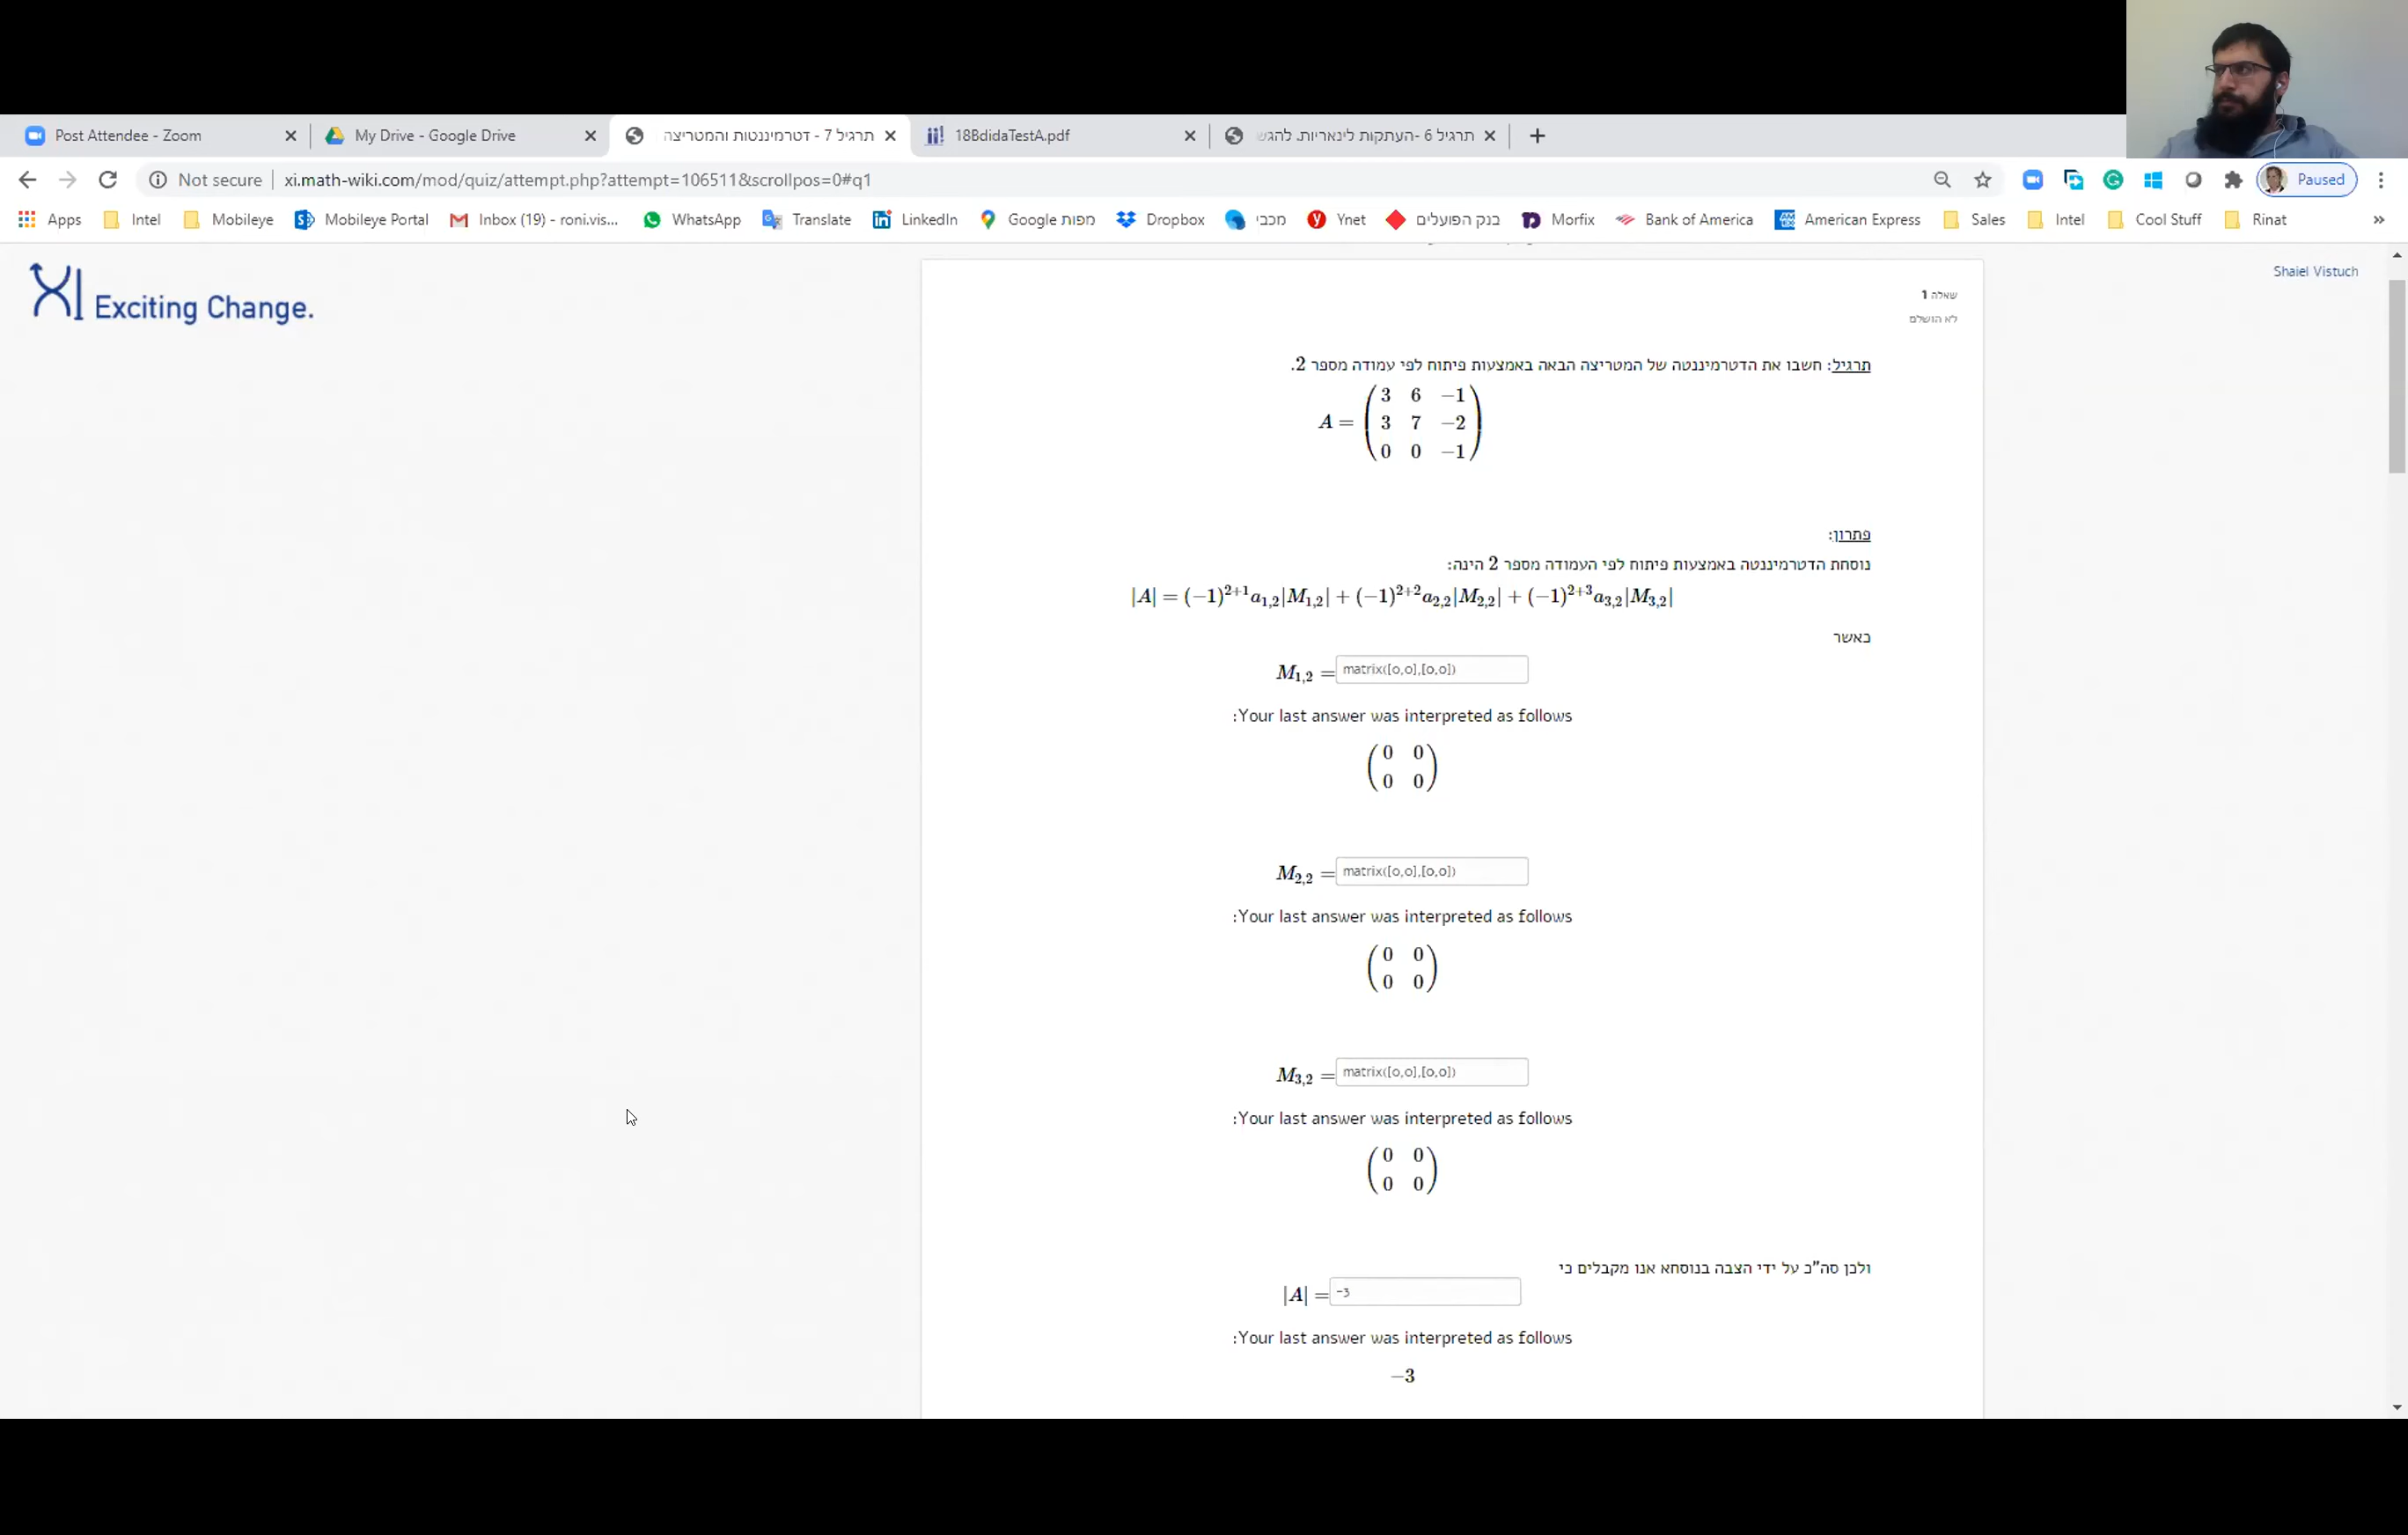 Post Attendee - Zoom
My Drive - Google Drive
תרגיל 7 - דטרמיננטות והמטריצה
18BdidaTestA.pdf
תרגיל 6 -העתקות לינאריות. להגש
Not secure | xi.math-wiki.com/mod/quiz/attempt.php?attempt=106511&scrollpos=0#q1
Paused
Apps Intel Mobileye Mobileye Portal Inbox (19) - roni.vis... WhatsApp Translate LinkedIn Google מפות Dropbox מכבי Ynet בנק הפועלים Morfix Bank of America American Express Sales Intel Cool Stuff Rinat »
XI Exciting Change.
Shaiel Vistuch
שאלה 1
לא הושלם
תרגיל: חשבו את הדטרמיננטה של המטריצה הבאה באמצעות פיתוח לפי עמודה מספר 2.
3 6 −1
A = 3 7 −2
0 0 −1
פתרון:
נוסחת הדטרמיננטה באמצעות פיתוח לפי העמודה מספר 2 הינה:
|A| = (−1)^{2+1}a_{1,2}|M_{1,2}| + (−1)^{2+2}a_{2,2}|M_{2,2}| + (−1)^{2+3}a_{3,2}|M_{3,2}|
כאשר
M_{1,2} = matrix([0,0],[0,0])
:Your last answer was interpreted as follows
0 0
0 0
M_{2,2} = matrix([0,0],[0,0])
:Your last answer was interpreted as follows
0 0
0 0
M_{3,2} = matrix([0,0],[0,0])
:Your last answer was interpreted as follows
0 0
0 0
ולכן סה"כ על ידי הצבה בנוסחא אנו מקבלים כי
|A| = -3
:Your last answer was interpreted as follows
−3